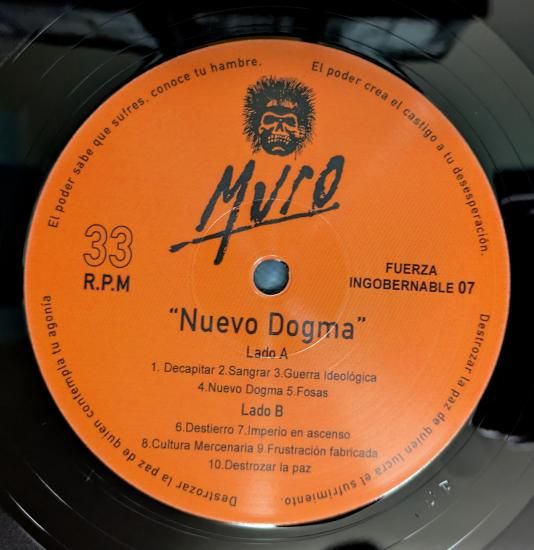 El poder sabe que sufres, conoce tu hambre.
El poder crea el castigo a tu desesperación.
Destrozar la paz de quien lucra el sufrimiento.
Destrozar la paz de quien contempla tu agonía
Muro
33
R.P.M
FUERZA
INGOBERNABLE 07
"Nuevo Dogma"
Lado A
1. Decapitar 2.Sangrar 3.Guerra Ideológica
4.Nuevo Dogma 5.Fosas
Lado B
6.Destierro 7.Imperio en ascenso
8.Cultura Mercenaria 9.Frustración fabricada
10.Destrozar la paz